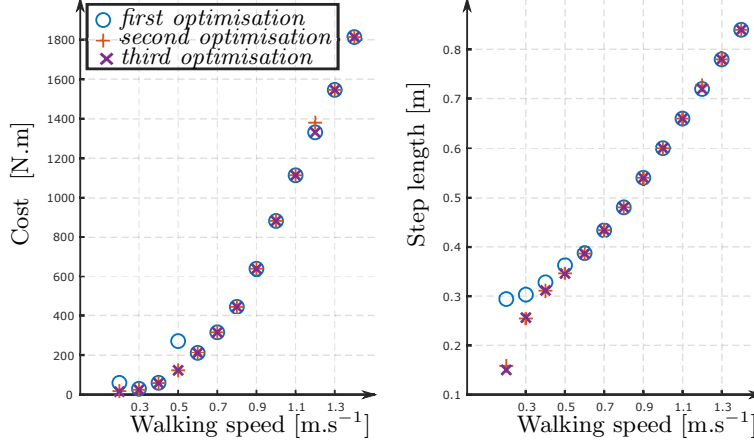 first optimisation
second optimisation
third optimisation
1800
1600
1400
1200
1000
800
600
400
200
0
Cost [N.m]
0.3 0.5 0.7 0.9 1.1 1.3
Walking speed [m.s−1]
0.8
0.7
0.6
0.5
0.4
0.3
0.2
0.1
Step length [m]
0.3 0.5 0.7 0.9 1.1 1.3
Walking speed [m.s−1]